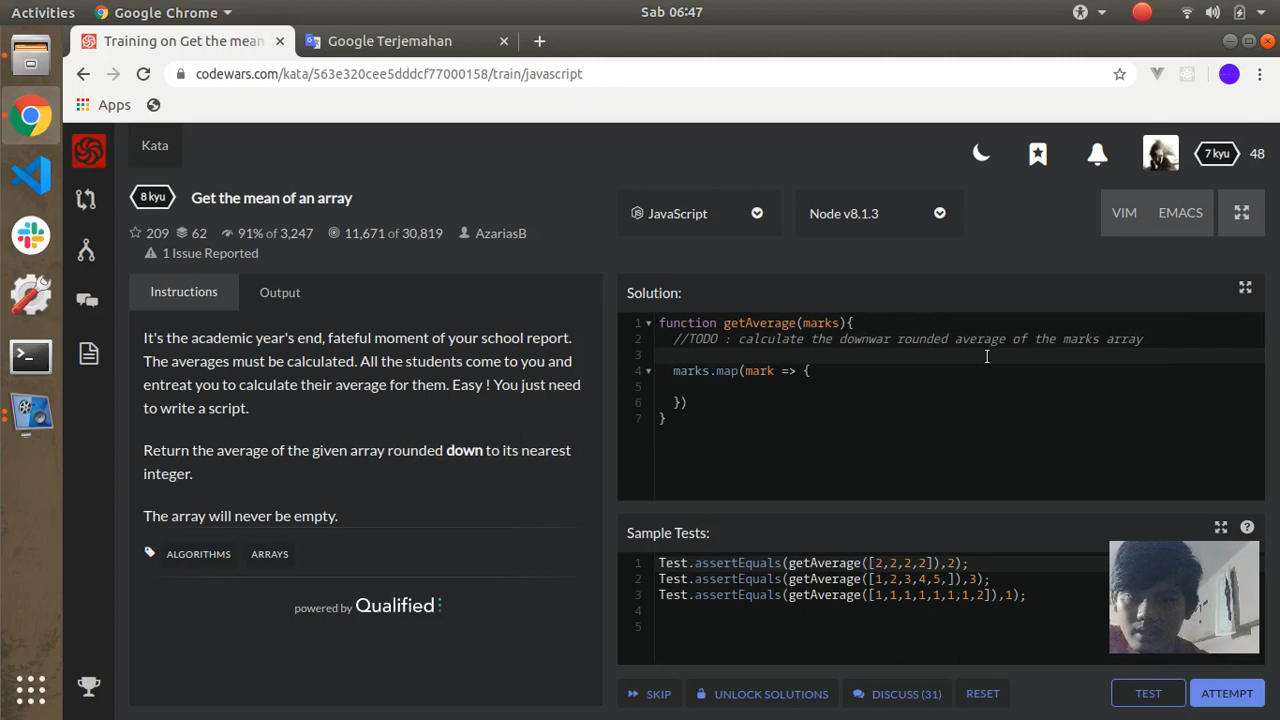 Activities
Google Chrome
Sab 06:47
Training on Get the mean
Google Terjemahan
codewars.com/kata/563e320cee5dddcf77000158/train/javascript
Apps
Kata
7 kyu 48
8 kyu Get the mean of an array
209 62 91% of 3,247 11,671 of 30,819 AzariasB
1 Issue Reported
JavaScript
Node v8.1.3
VIM EMACS
Instructions Output
It's the academic year's end, fateful moment of your school report.
The averages must be calculated. All the students come to you and
entreat you to calculate their average for them. Easy ! You just need
to write a script.
Return the average of the given array rounded down to its nearest
integer.
The array will never be empty.
ALGORITHMS ARRAYS
powered by Qualified
Solution:
1 function getAverage(marks){
2 //TODO : calculate the downwar rounded average of the marks array
3
4 marks.map(mark => {
5
6 })
7 }
Sample Tests:
1 Test.assertEquals(getAverage([2,2,2,2]),2);
2 Test.assertEquals(getAverage([1,2,3,4,5,]),3);
3 Test.assertEquals(getAverage([1,1,1,1,1,1,1,2]),1);
4
5
SKIP UNLOCK SOLUTIONS DISCUSS (31) RESET TEST ATTEMPT